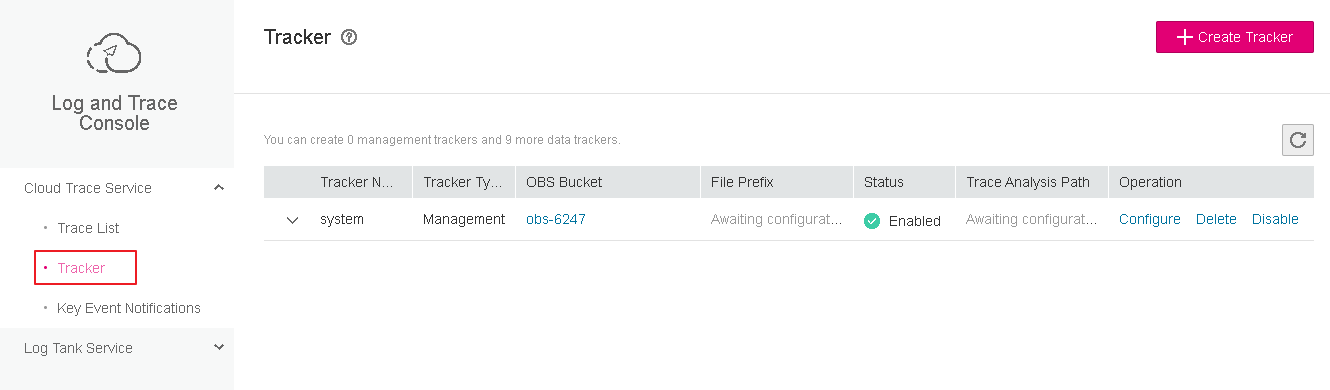 Log and Trace
Console
Cloud Trace Service
Trace List
Tracker
Key Event Notifications
Log Tank Service
Tracker ?
Create Tracker
You can create 0 management trackers and 9 more data trackers.
Tracker N... Tracker Ty... OBS Bucket File Prefix Status Trace Analysis Path Operation
system Management obs-6247 Awaiting configurat... Enabled Awaiting configurat... Configure Delete Disable